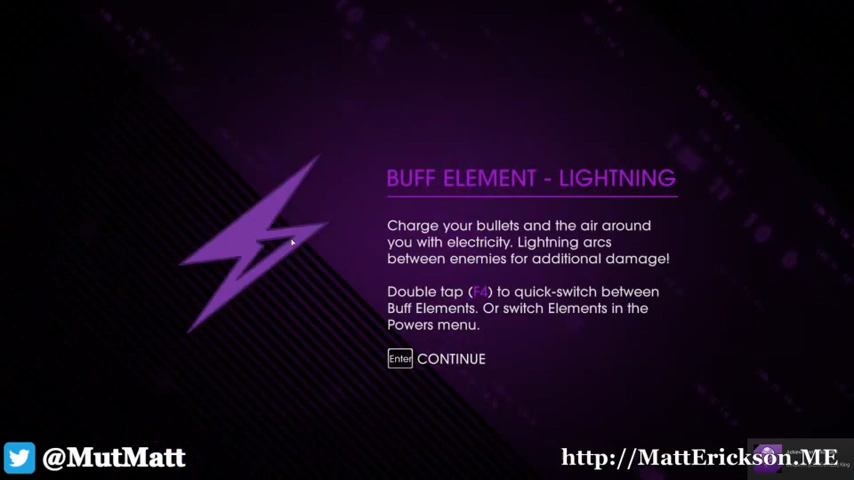 BUFF ELEMENT - LIGHTNING
Charge your bullets and the air around
you with electricity. Lightning arcs
between enemies for additional damage!
Double tap (F4) to quick-switch between
Buff Elements. Or switch Elements in the
Powers menu.
Enter CONTINUE
@MutMatt
http://MattErickson.ME